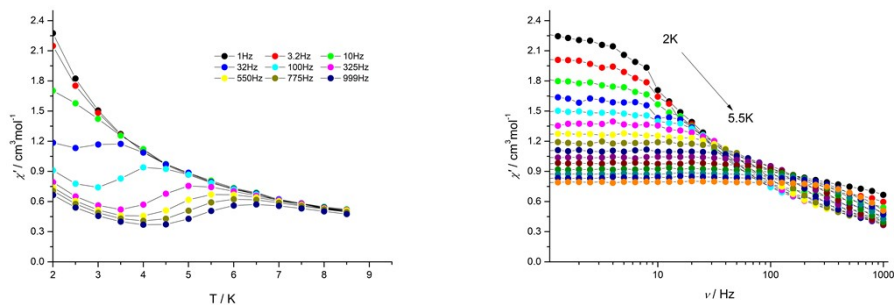 2.4
2.1
1.8
1.5
1.2
0.9
0.6
0.3
0.0
χ' / cm³mol⁻¹
1Hz 3.2Hz 10Hz
32Hz 100Hz 325Hz
550Hz 775Hz 999Hz
2 3 4 5 6 7 8 9
T / K
2.4
2.1
1.8
1.5
1.2
0.9
0.6
0.3
0.0
χ' / cm³mol⁻¹
2K
5.5K
10 100 1000
ν / Hz